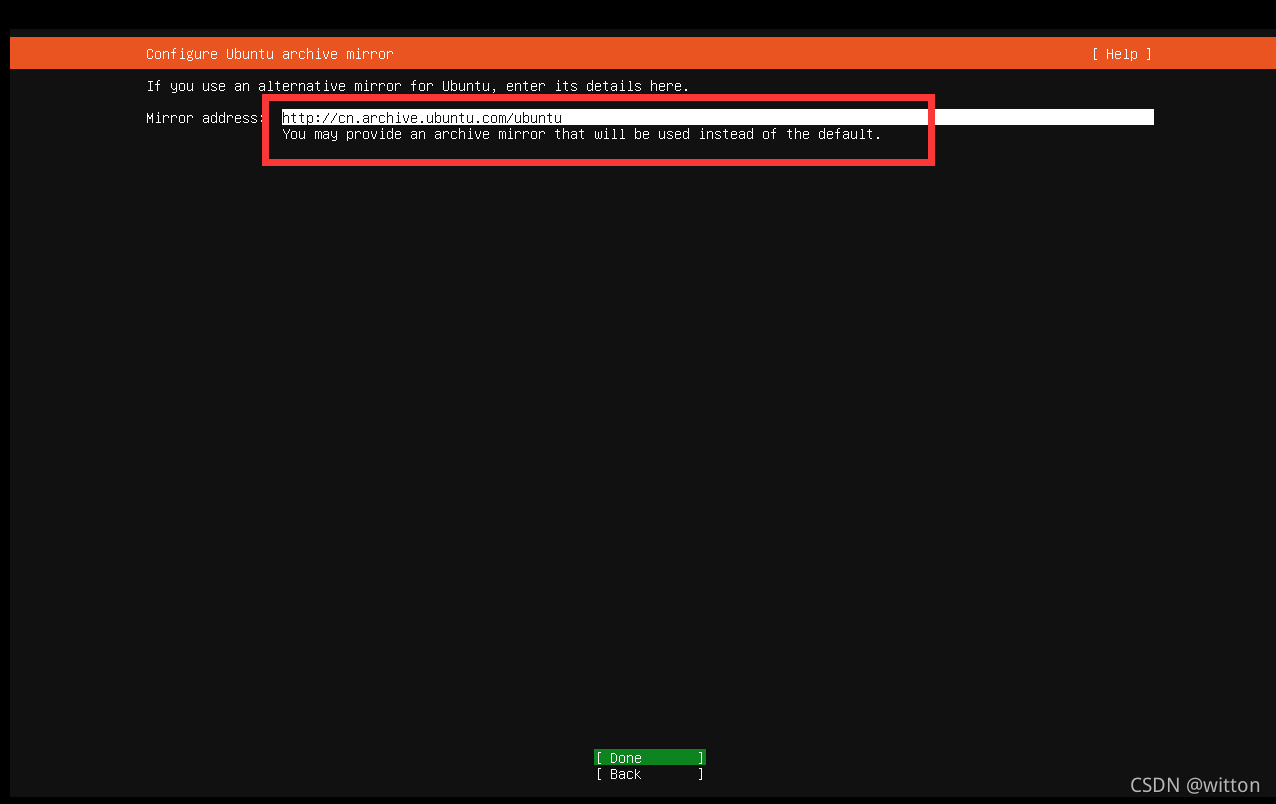 Configure Ubuntu archive mirror [ Help ]
If you use an alternative mirror for Ubuntu, enter its details here.
Mirror address: http://cn.archive.ubuntu.com/ubuntu
You may provide an archive mirror that will be used instead of the default.
[ Done ]
[ Back ]
CSDN @witton